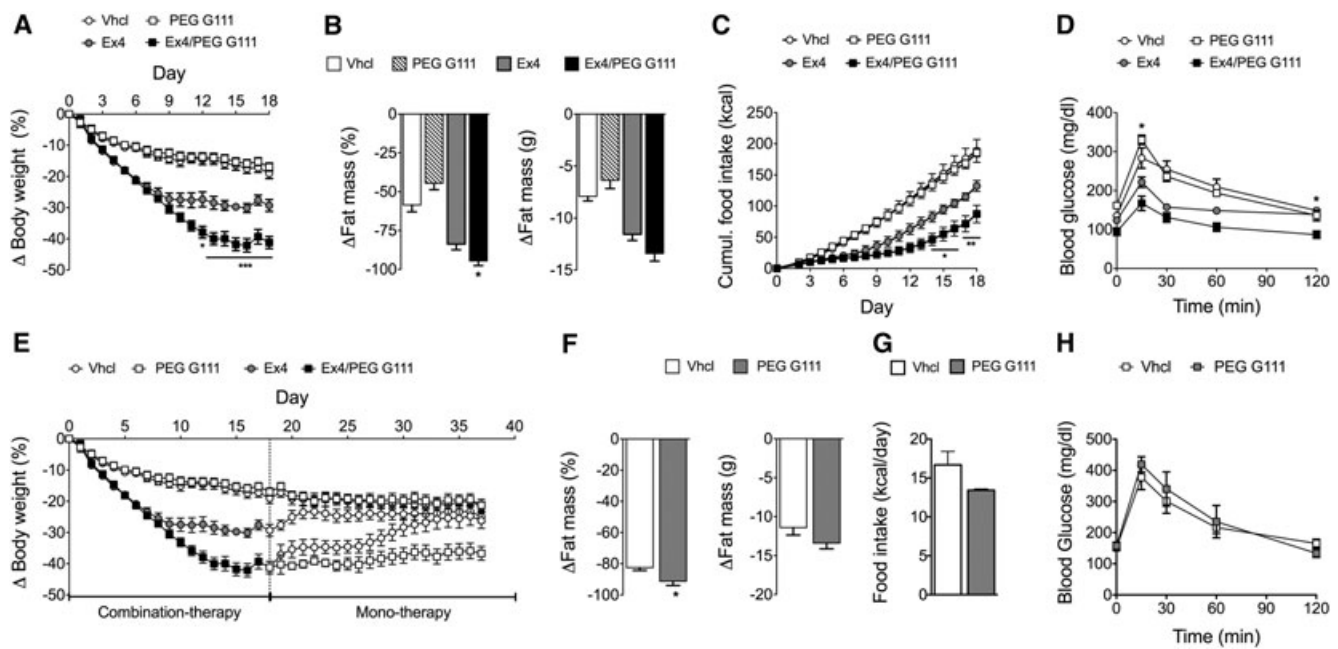 A
Vhcl PEG G111
Ex4 Ex4/PEG G111
Day
0 3 6 9 12 15 18
Δ Body weight (%)
0
-10
-20
-30
-40
-50
*
***
B
Vhcl PEG G111 Ex4 Ex4/PEG G111
ΔFat mass (%)
0
-50
-100
*
ΔFat mass (g)
0
-5
-10
-15
C
Vhcl PEG G111
Ex4 Ex4/PEG G111
Cumul. food intake (kcal)
250
200
150
100
50
0
*
**
0 3 6 9 12 15 18
Day
D
Vhcl PEG G111
Ex4 Ex4/PEG G111
Blood glucose (mg/dl)
400
300
200
100
0
*
*
0 30 60 90 120
Time (min)
E
Vhcl PEG G111 Ex4 Ex4/PEG G111
Day
0 5 10 15 20 25 30 35 40
Δ Body weight (%)
0
-10
-20
-30
-40
-50
Combination-therapy Mono-therapy
F
Vhcl PEG G111
ΔFat mass (%)
0
-20
-40
-60
-80
-100
*
ΔFat mass (g)
0
-5
-10
-15
-20
G
Vhcl PEG G111
Food intake (kcal/day)
20
15
10
5
0
H
Vhcl PEG G111
Blood Glucose (mg/dl)
500
400
300
200
100
0
0 30 60 90 120
Time (min)